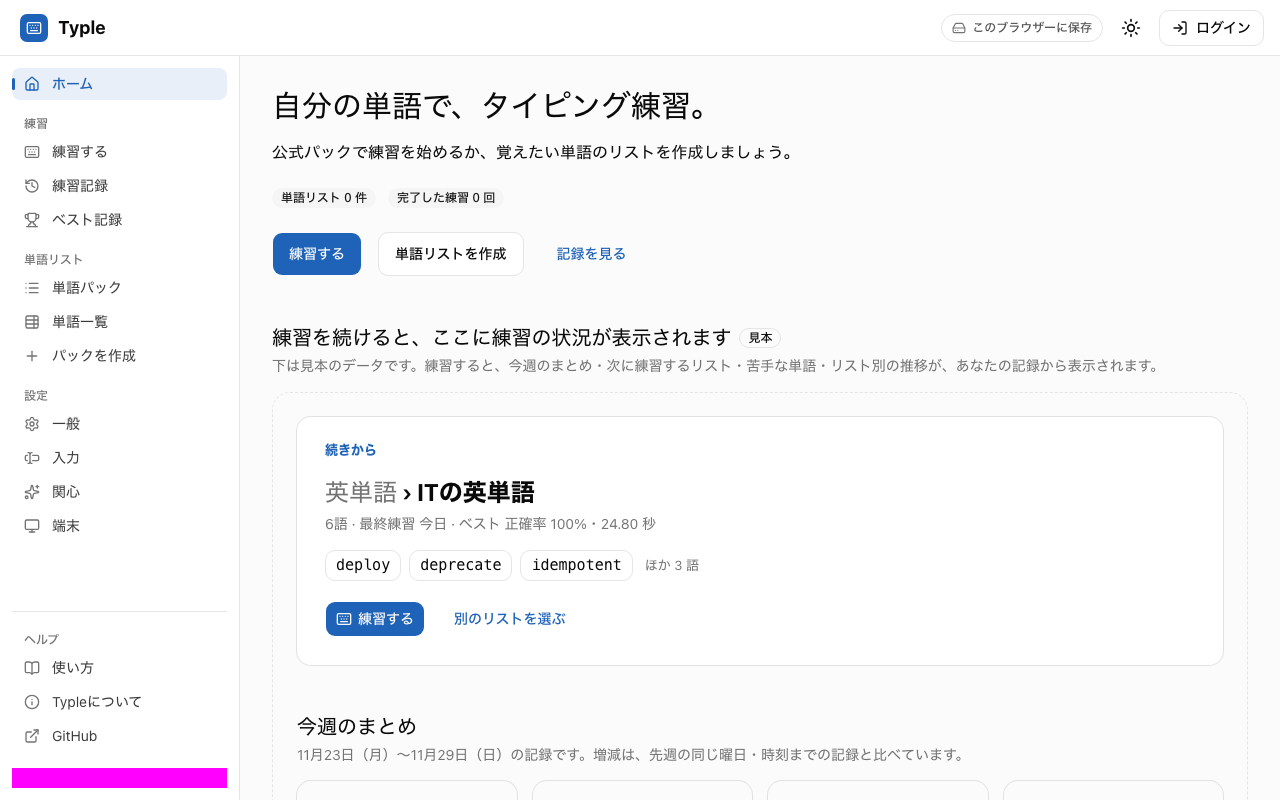 Typle
このブラウザーに保存
ログイン
ホーム
練習
練習する
練習記録
ベスト記録
単語リスト
単語パック
単語一覧
パックを作成
設定
一般
入力
関心
端末
ヘルプ
使い方
Typleについて
GitHub
自分の単語で、タイピング練習。
公式パックで練習を始めるか、覚えたい単語のリストを作成しましょう。
単語リスト 0 件 完了した練習 0 回
練習する 単語リストを作成 記録を見る
練習を続けると、ここに練習の状況が表示されます 見本
下は見本のデータです。練習すると、今週のまとめ・次に練習するリスト・苦手な単語・リスト別の推移が、あなたの記録から表示されます。
続きから
英単語 › ITの英単語
6語 · 最終練習 今日 · ベスト 正確率 100%・24.80 秒
deploy deprecate idempotent ほか 3 語
練習する 別のリストを選ぶ
今週のまとめ
11月23日（月）〜11月29日（日）の記録です。増減は、先週の同じ曜日・時刻までの記録と比べています。